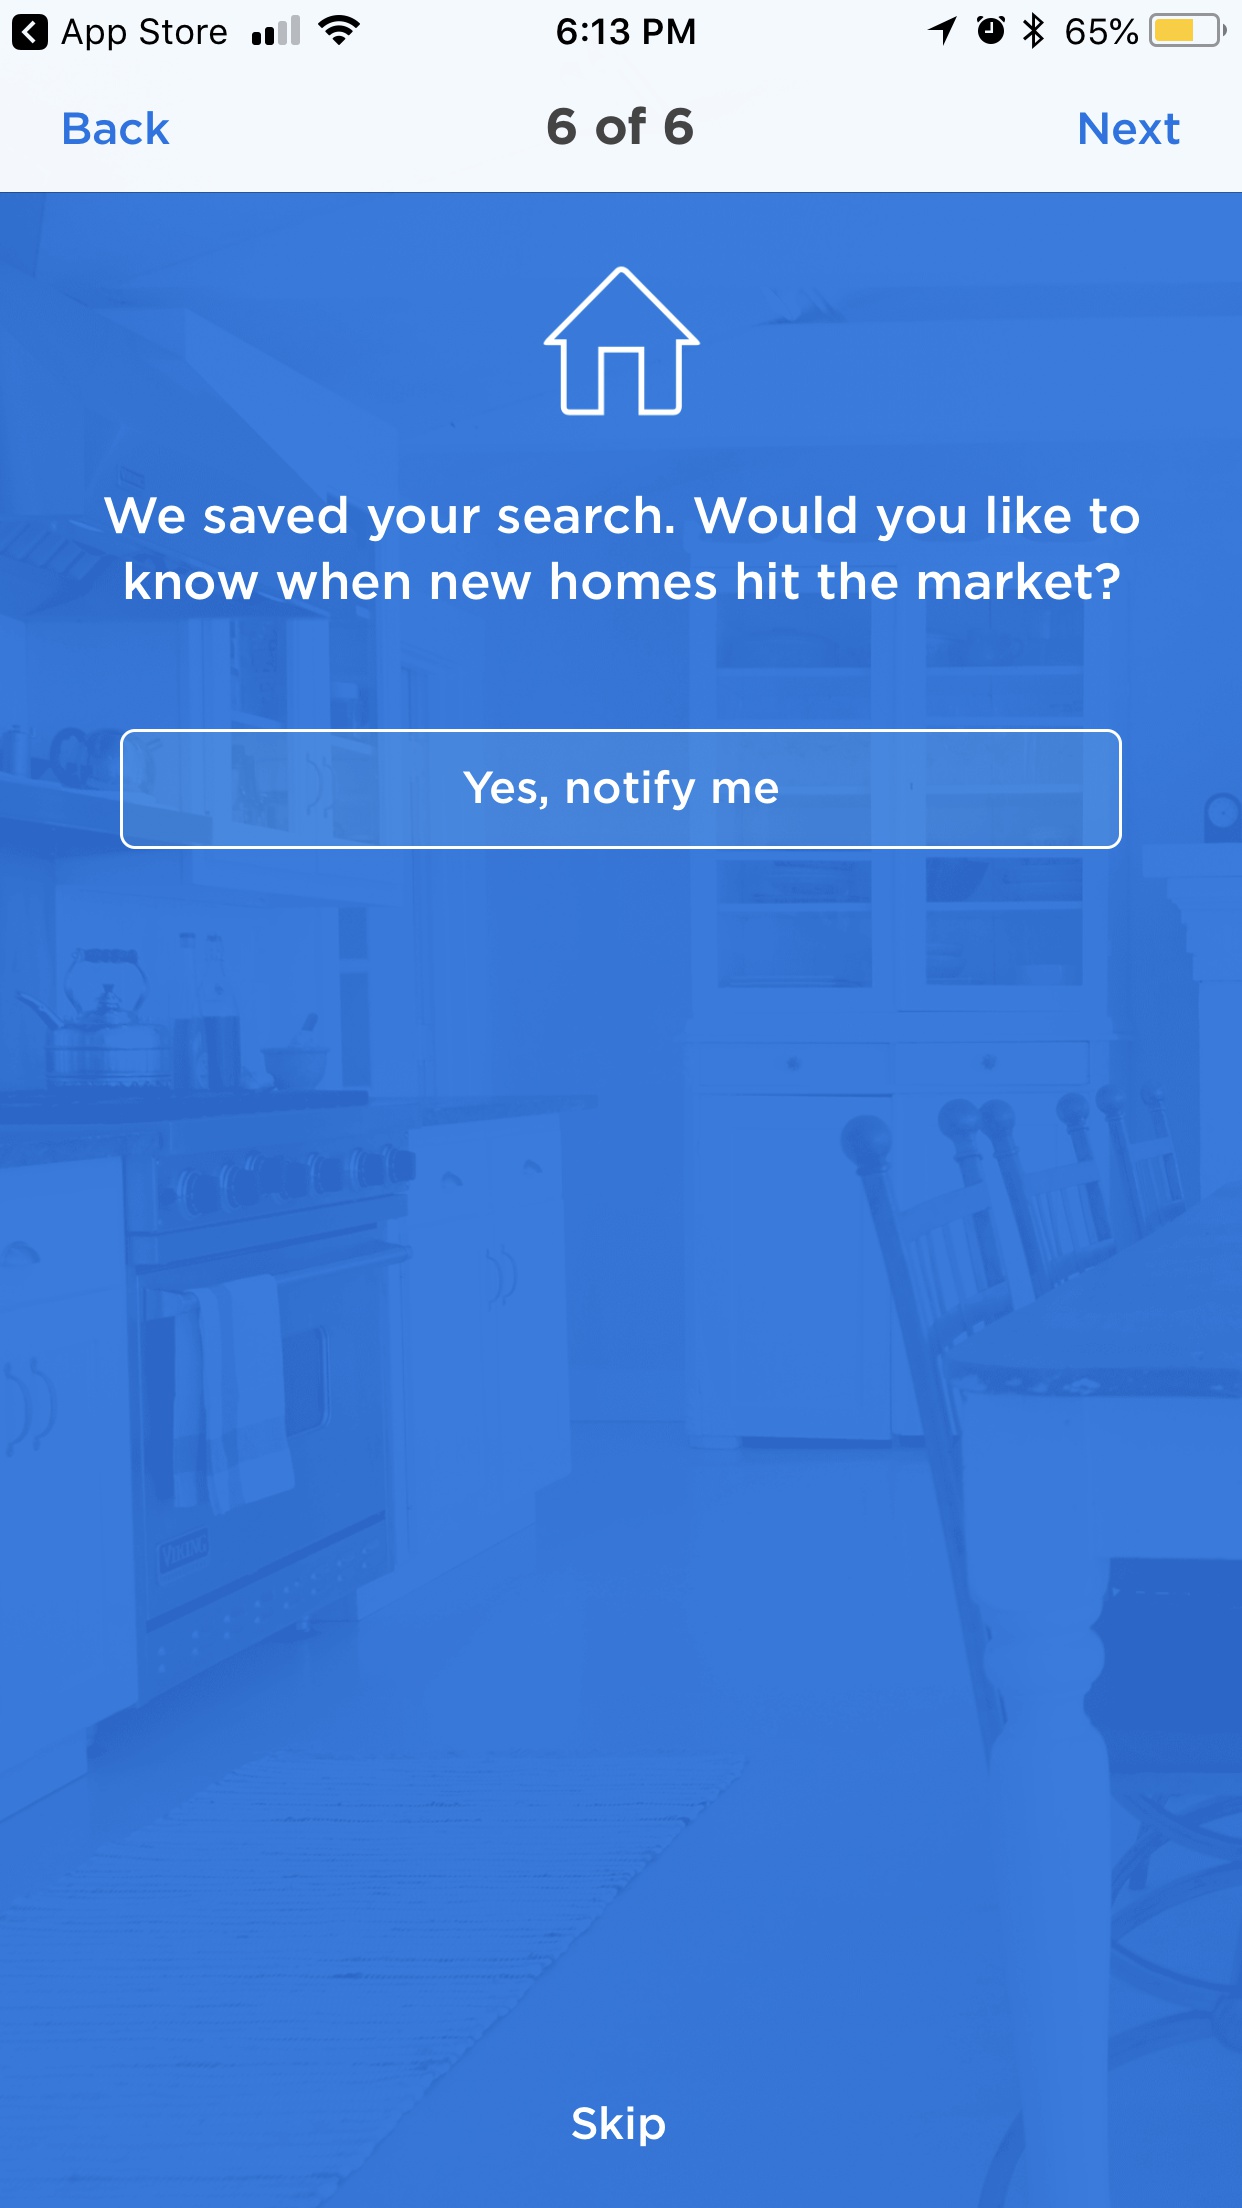 App Store 6:13 PM 65%
Back 6 of 6 Next
We saved your search. Would you like to
know when new homes hit the market?
Yes, notify me
VIKING
Skip